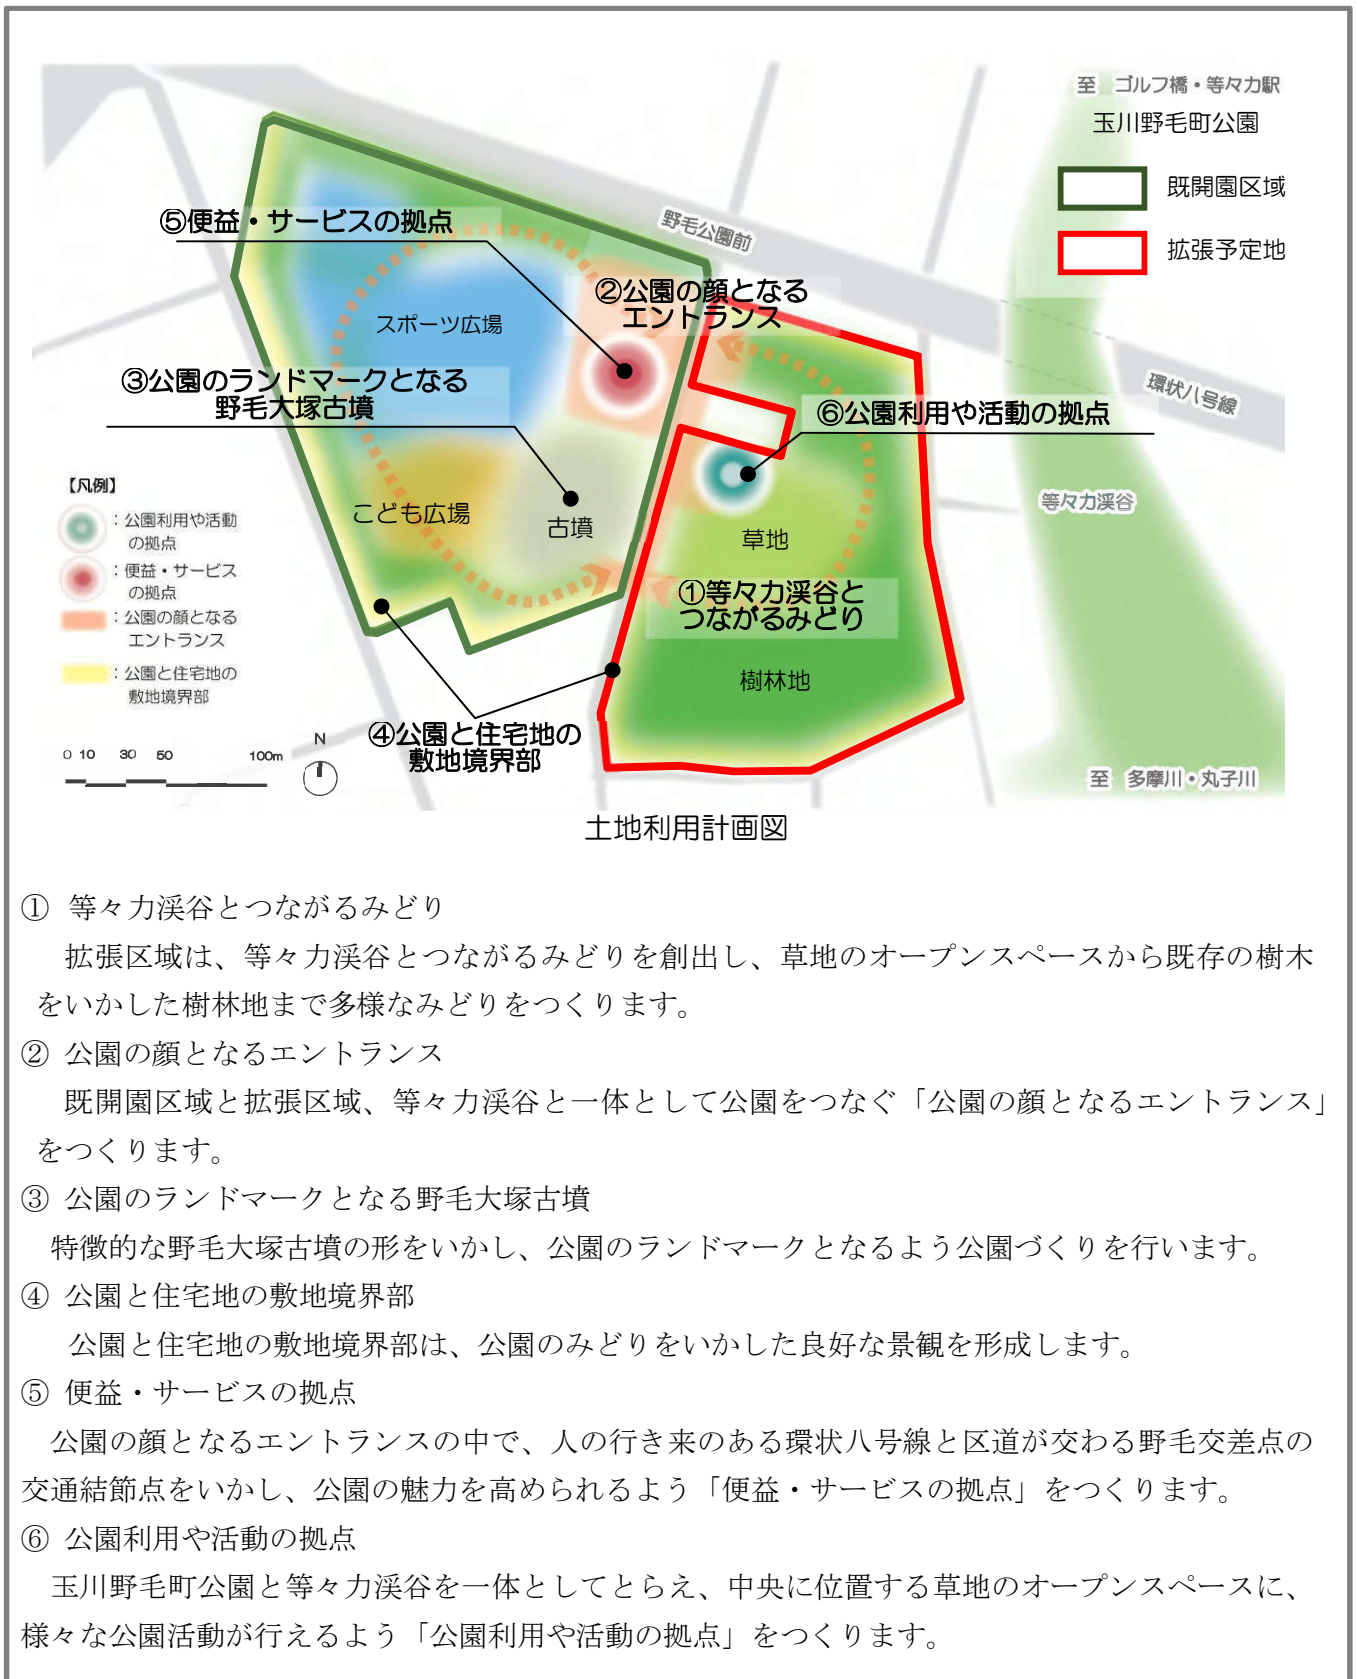 至 ゴルフ橋・等々力駅
玉川野毛町公園
既開園区域
拡張予定地
野毛公園前
環状八号線
等々力渓谷
至 多摩川・丸子川
⑤便益・サービスの拠点
②公園の顔となる
エントランス
スポーツ広場
③公園のランドマークとなる
野毛大塚古墳
⑥公園利用や活動の拠点
こども広場
古墳
草地
①等々力渓谷と
つながるみどり
樹林地
④公園と住宅地の
敷地境界部
【凡例】
：公園利用や活動
の拠点
：便益・サービス
の拠点
：公園の顔となる
エントランス
：公園と住宅地の
敷地境界部
0 10 30 50 100m
N
土地利用計画図
① 等々力渓谷とつながるみどり
拡張区域は、等々力渓谷とつながるみどりを創出し、草地のオープンスペースから既存の樹木
をいかした樹林地まで多様なみどりをつくります。
② 公園の顔となるエントランス
既開園区域と拡張区域、等々力渓谷と一体として公園をつなぐ「公園の顔となるエントランス」
をつくります。
③ 公園のランドマークとなる野毛大塚古墳
特徴的な野毛大塚古墳の形をいかし、公園のランドマークとなるよう公園づくりを行います。
④ 公園と住宅地の敷地境界部
公園と住宅地の敷地境界部は、公園のみどりをいかした良好な景観を形成します。
⑤ 便益・サービスの拠点
公園の顔となるエントランスの中で、人の行き来のある環状八号線と区道が交わる野毛交差点の
交通結節点をいかし、公園の魅力を高められるよう「便益・サービスの拠点」をつくります。
⑥ 公園利用や活動の拠点
玉川野毛町公園と等々力渓谷を一体としてとらえ、中央に位置する草地のオープンスペースに、
様々な公園活動が行えるよう「公園利用や活動の拠点」をつくります。